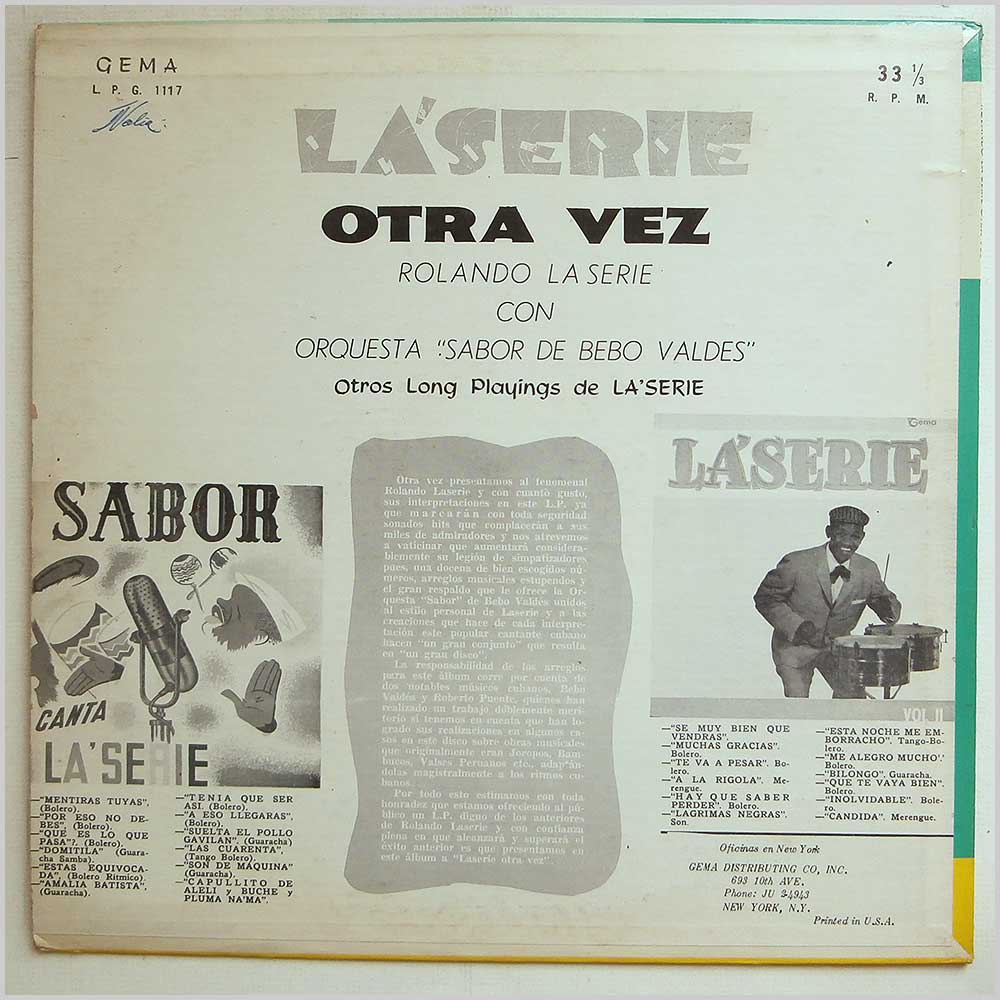 GEMA
L. P. G. 1117
33 1/3
R. P. M.
LA'SERIE
OTRA VEZ
ROLANDO LA SERIE
CON
ORQUESTA "SABOR DE BEBO VALDES"
Otros Long Playings de LA'SERIE
SABOR
CANTA
LA'SERIE
—"MENTIRAS TUYAS",
(Bolero).
—"POR ESO NO DE-
BES". (Bolero).
—"QUE ES LO QUE
PASA"?. (Bolero).
—"DOMITILA" (Guara-
cha Samba).
—"ESTAS EQUIVOCA-
DA", (Bolero Rítmico).
—"AMALIA BATISTA",
(Guaracha).
—"TENIA QUE SER
ASI. (Bolero).
—"A ESO LLEGARAS",
(Bolero).
—"SUELTA EL POLLO
GAVILAN". (Guaracha)
—"LAS CUARENTA",
(Tango Bolero).
—"SON DE MAQUINA"
(Guaracha).
—"CAPULLITO DE
ALELI y BUCHE y
PLUMA NA'MA".
Otra vez presentamos al fenomenal
Rolando Laserie y con cuanto gusto,
sus interpretaciones en este L.P. ya
que marcarán con toda seguridad
sonados hits que complacerán a sus
miles de admiradores y nos atrevemos
a vaticinar que aumentará considera-
blemente su legión de simpatizadores
pues, una docena de bien escogidos nú-
meros, arreglos musicales estupendos y
el gran respaldo que le ofrece la Or-
questa "Sabor" de Bebo Valdés unidos
al estilo personal de Laserie y a las
creaciones que hace de cada interpre-
tación este popular cantante cubano
hacen "un gran conjunto" que resulta
en "un gran disco".
La responsabilidad de los arreglos
para este álbum corre por cuenta de
dos notables músicos cubanos, Bebo
Valdés y Roberto Puente, quienes han
realizado un trabajo doblemente meri-
torio si tenemos en cuenta que han lo-
grado sus realizaciones en algunos ca-
sos en este disco sobre obras musicales
que originalmente eran Joropos, Bam-
bucos, Valses Peruanos etc., adaptán-
dolas magistralmente a los ritmos cu-
banos.
Por todo esto estimamos con toda
honradez que estamos ofreciendo al pú-
blico un L.P. digno de los anteriores
de Rolando Laserie y con confianza
plena en que alcanzará y superará el
éxito anterior es que presentamos en
este álbum a "Laserie otra vez".
Gema
LA'SERIE
VOL. II
—"SE MUY BIEN QUE
VENDRAS".
—"MUCHAS GRACIAS".
Bolero.
—"TE VA A PESAR". Bo-
lero.
—"A LA RIGOLA". Me-
rengue.
—"HAY QUE SABER
PERDER". Bolero.
—"LAGRIMAS NEGRAS".
Son.
—"ESTA NOCHE ME EM-
BORRACHO". Tango-Bo-
lero.
—"ME ALEGRO MUCHO'.
Bolero.
—"BILONGO". Guaracha.
—"QUE TE VAYA BIEN".
Bolero.
—"INOLVIDABLE". Bole-
ro.
—"CANDIDA". Merengue.
Oficinas en New York
GEMA DISTRIBUTING CO, INC.
693 10th AVE.
Phone: JU 2-4943
NEW YORK, N.Y.
Printed in U.S.A.